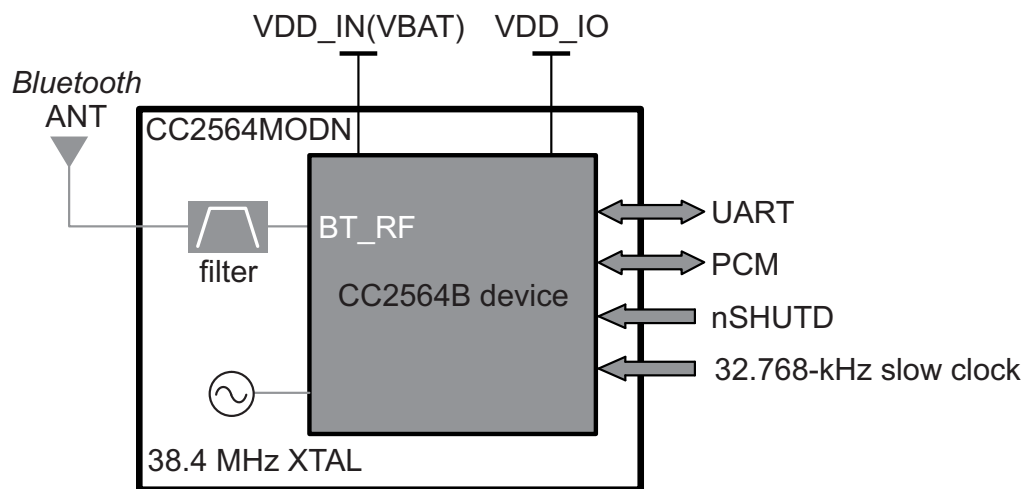 VDD_IN(VBAT)
VDD_IO
Bluetooth
ANT
CC2564MODN
BT_RF
filter
CC2564B device
UART
PCM
nSHUTD
32.768-kHz slow clock
38.4 MHz XTAL